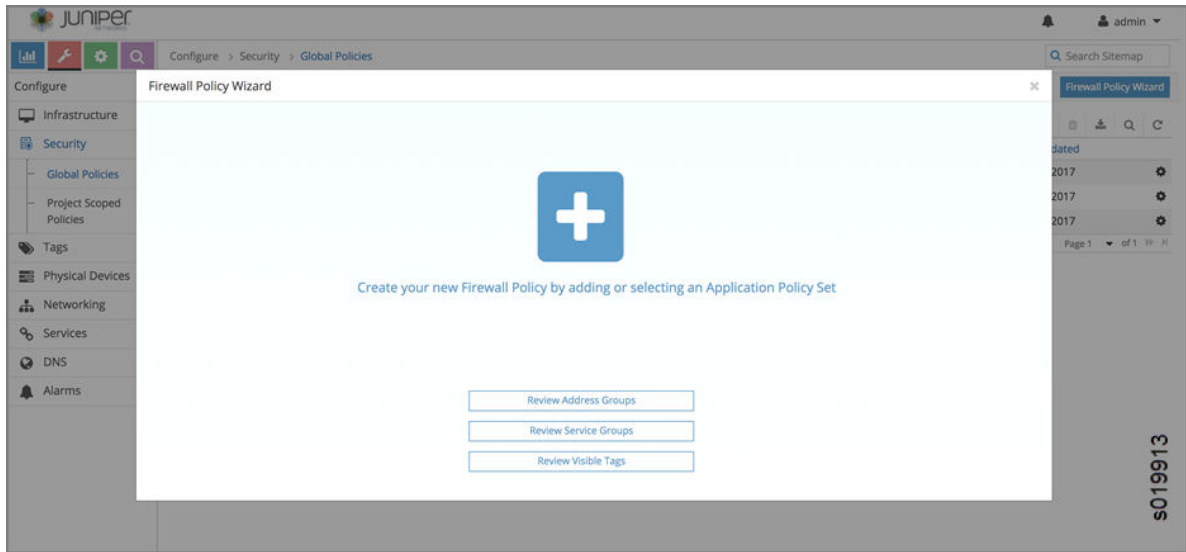 JUNIPER
NETWORKS
admin
Configure > Security > Global Policies
Search Sitemap
Configure
Firewall Policy Wizard
×
Firewall Policy Wizard
Infrastructure
Security
dated
Global Policies
2017
Project Scoped
Policies
2017
2017
Tags
Page 1 of 1
Physical Devices
Create your new Firewall Policy by adding or selecting an Application Policy Set
Networking
Services
DNS
Alarms
Review Address Groups
Review Service Groups
Review Visible Tags
s019913